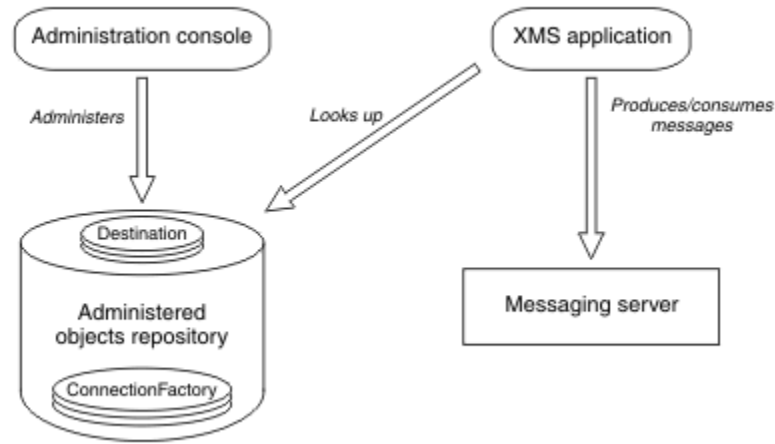 Administration console
XMS application
Administers
Looks up
Produces/consumes
messages
Destination
Administered
objects repository
ConnectionFactory
Messaging server